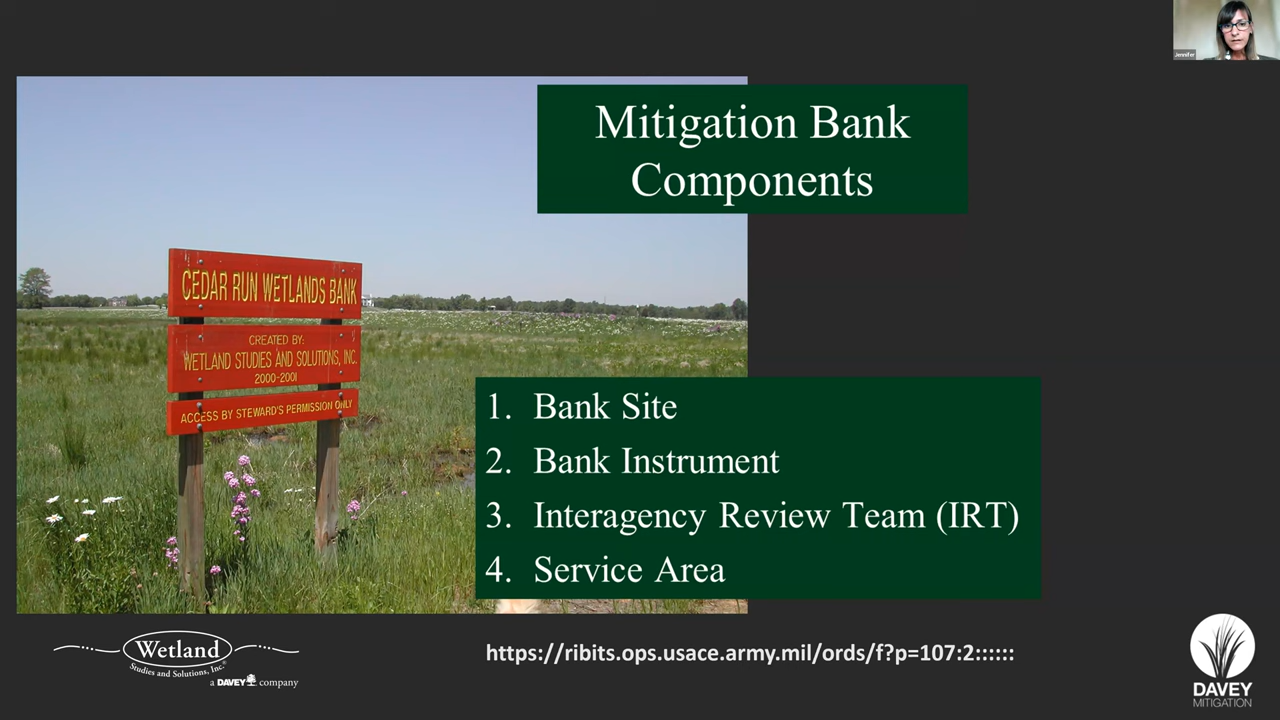 Jennifer
Mitigation Bank
Components
CEDAR RUN WETLANDS BANK
CREATED BY:
WETLAND STUDIES AND SOLUTIONS, INC.
2000-2001
ACCESS BY STEWARD'S PERMISSION ONLY
1. Bank Site
2. Bank Instrument
3. Interagency Review Team (IRT)
4. Service Area
Wetland
Studies and Solutions, Inc.®
a DAVEY company
https://ribits.ops.usace.army.mil/ords/f?p=107:2::::::
DAVEY
MITIGATION